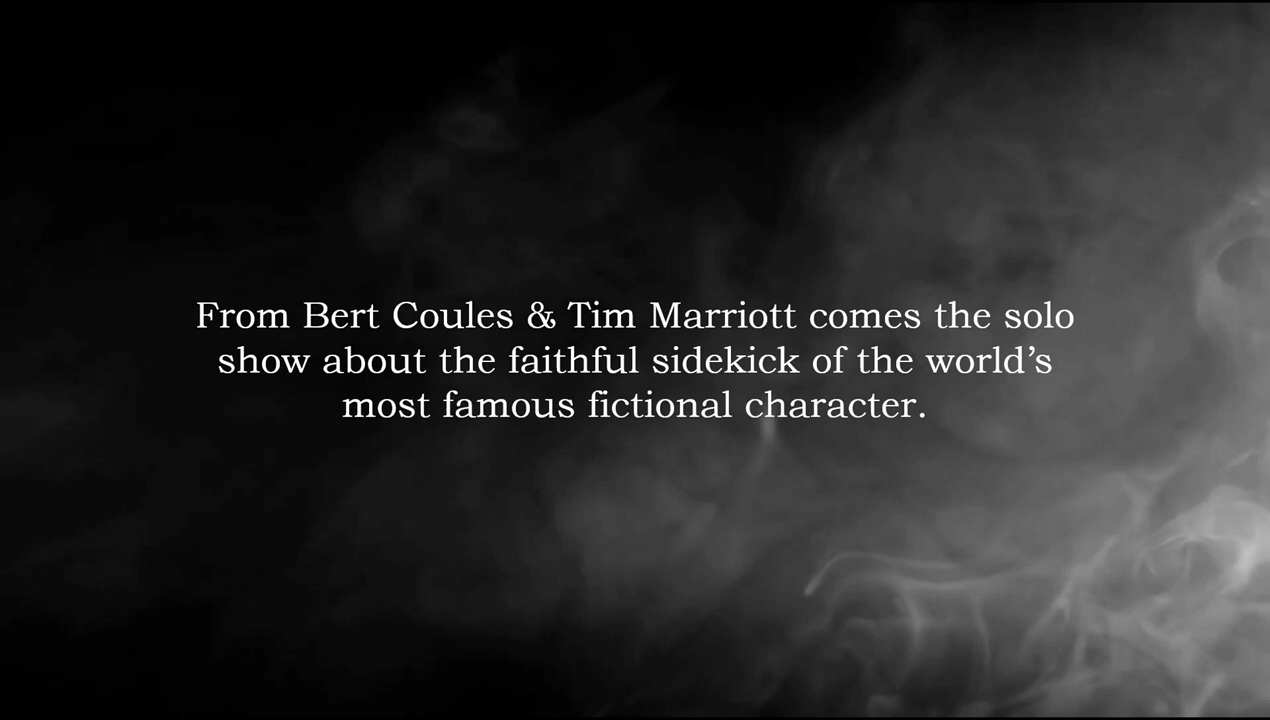 From Bert Coules & Tim Marriott comes the solo
show about the faithful sidekick of the world’s
most famous fictional character.